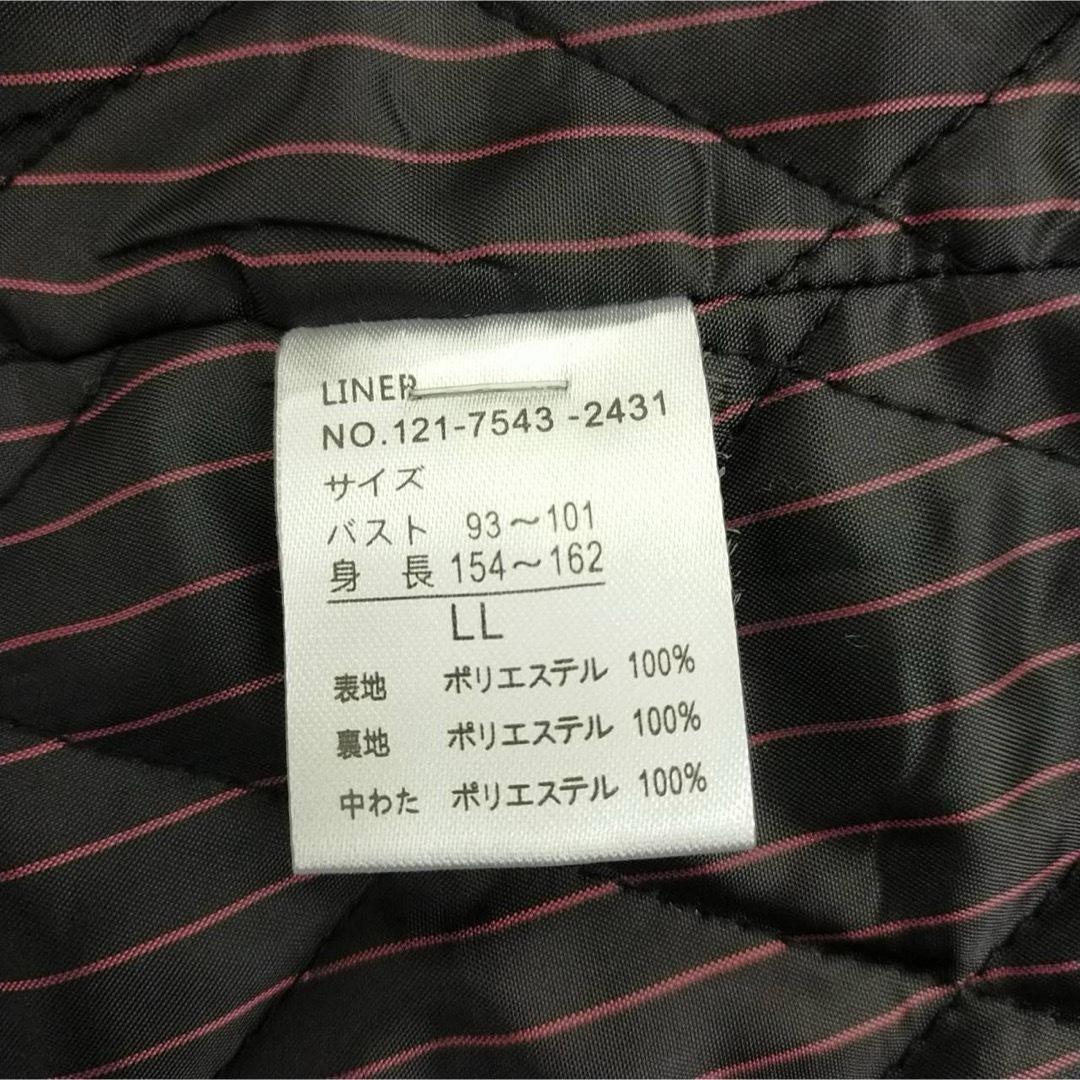 LINER
NO.121-7543 -2431
サイズ
バスト 93～101
身 長 154～162
LL
表地 ポリエステル 100%
裏地 ポリエステル 100%
中わた ポリエステル 100%